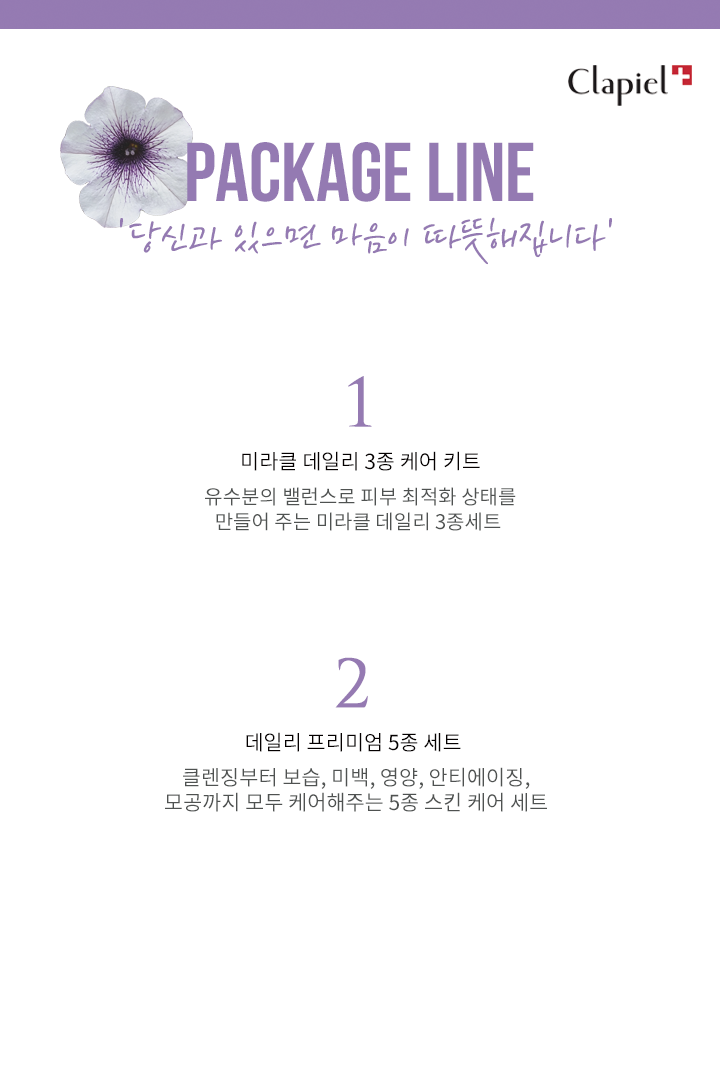 Clapiel
PACKAGE LINE
'당신과 있으면 마음이 따뜻해집니다'
1
미라클 데일리 3종 케어 키트
유수분의 밸런스로 피부 최적화 상태를
만들어 주는 미라클 데일리 3종세트
2
데일리 프리미엄 5종 세트
클렌징부터 보습, 미백, 영양, 안티에이징,
모공까지 모두 케어해주는 5종 스킨 케어 세트